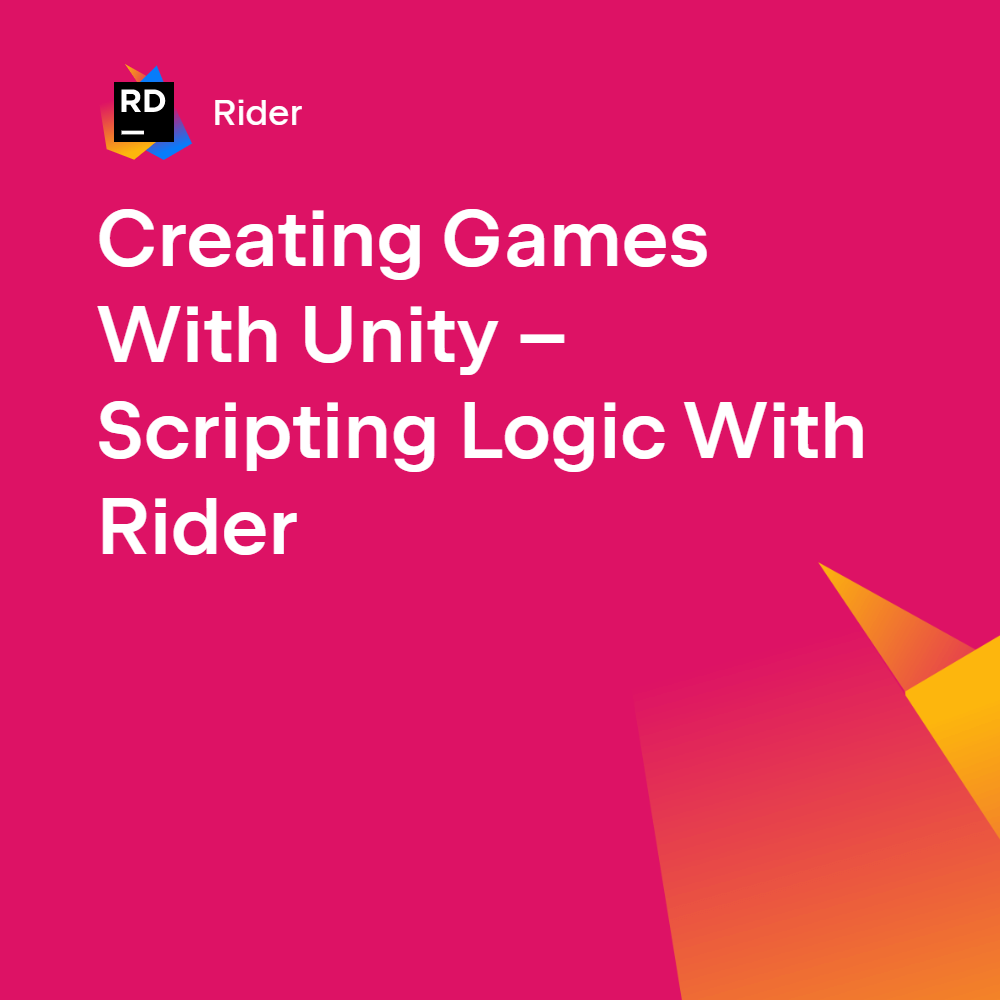 RD
Rider
Creating Games
With Unity –
Scripting Logic With
Rider